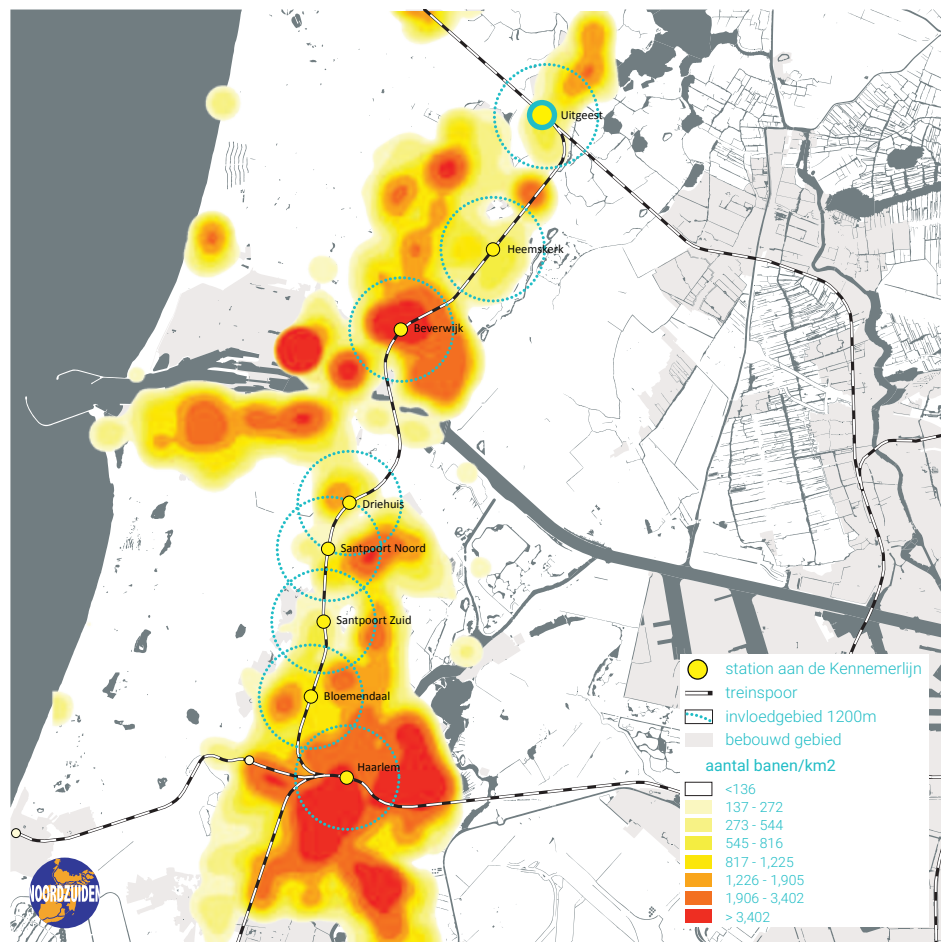 Uitgeest
Heemskerk
Beverwijk
Driehuis
Santpoort Noord
Santpoort Zuid
Bloemendaal
Haarlem
station aan de Kennemerlijn
treinspoor
invloedgebied 1200m
bebouwd gebied
aantal banen/km2
<136
137 - 272
273 - 544
545 - 816
817 - 1,225
1,226 - 1,905
1,906 - 3,402
> 3,402
NOORDZUIDEN